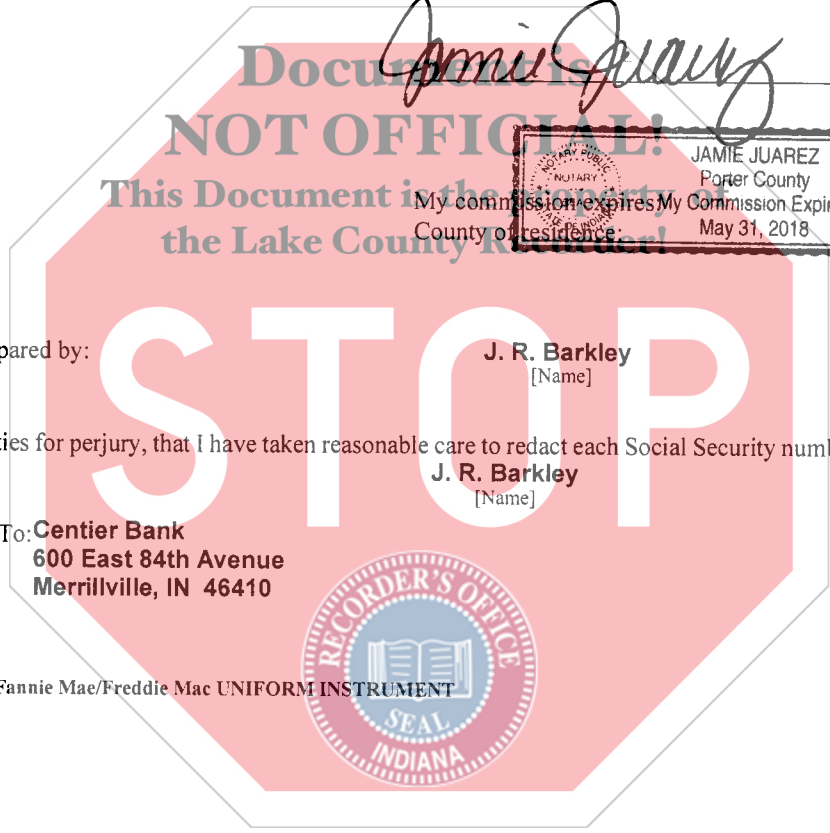 Jamie Juarez
Document is
NOT OFFICIAL!
This Document is the property of
the Lake County Recorder!
NOTARY PUBLIC
NOTARY
SEAL
STATE OF INDIANA
JAMIE JUAREZ
Porter County
My Commission Expir
May 31, 2018
My commission expires:
County of residence:
STOP
pared by:
J. R. Barkley
[Name]
ties for perjury, that I have taken reasonable care to redact each Social Security numb
J. R. Barkley
[Name]
To: Centier Bank
600 East 84th Avenue
Merrillville, IN 46410
Fannie Mae/Freddie Mac UNIFORM INSTRUMENT
RECORDER'S OFFICE
SEAL
INDIANA